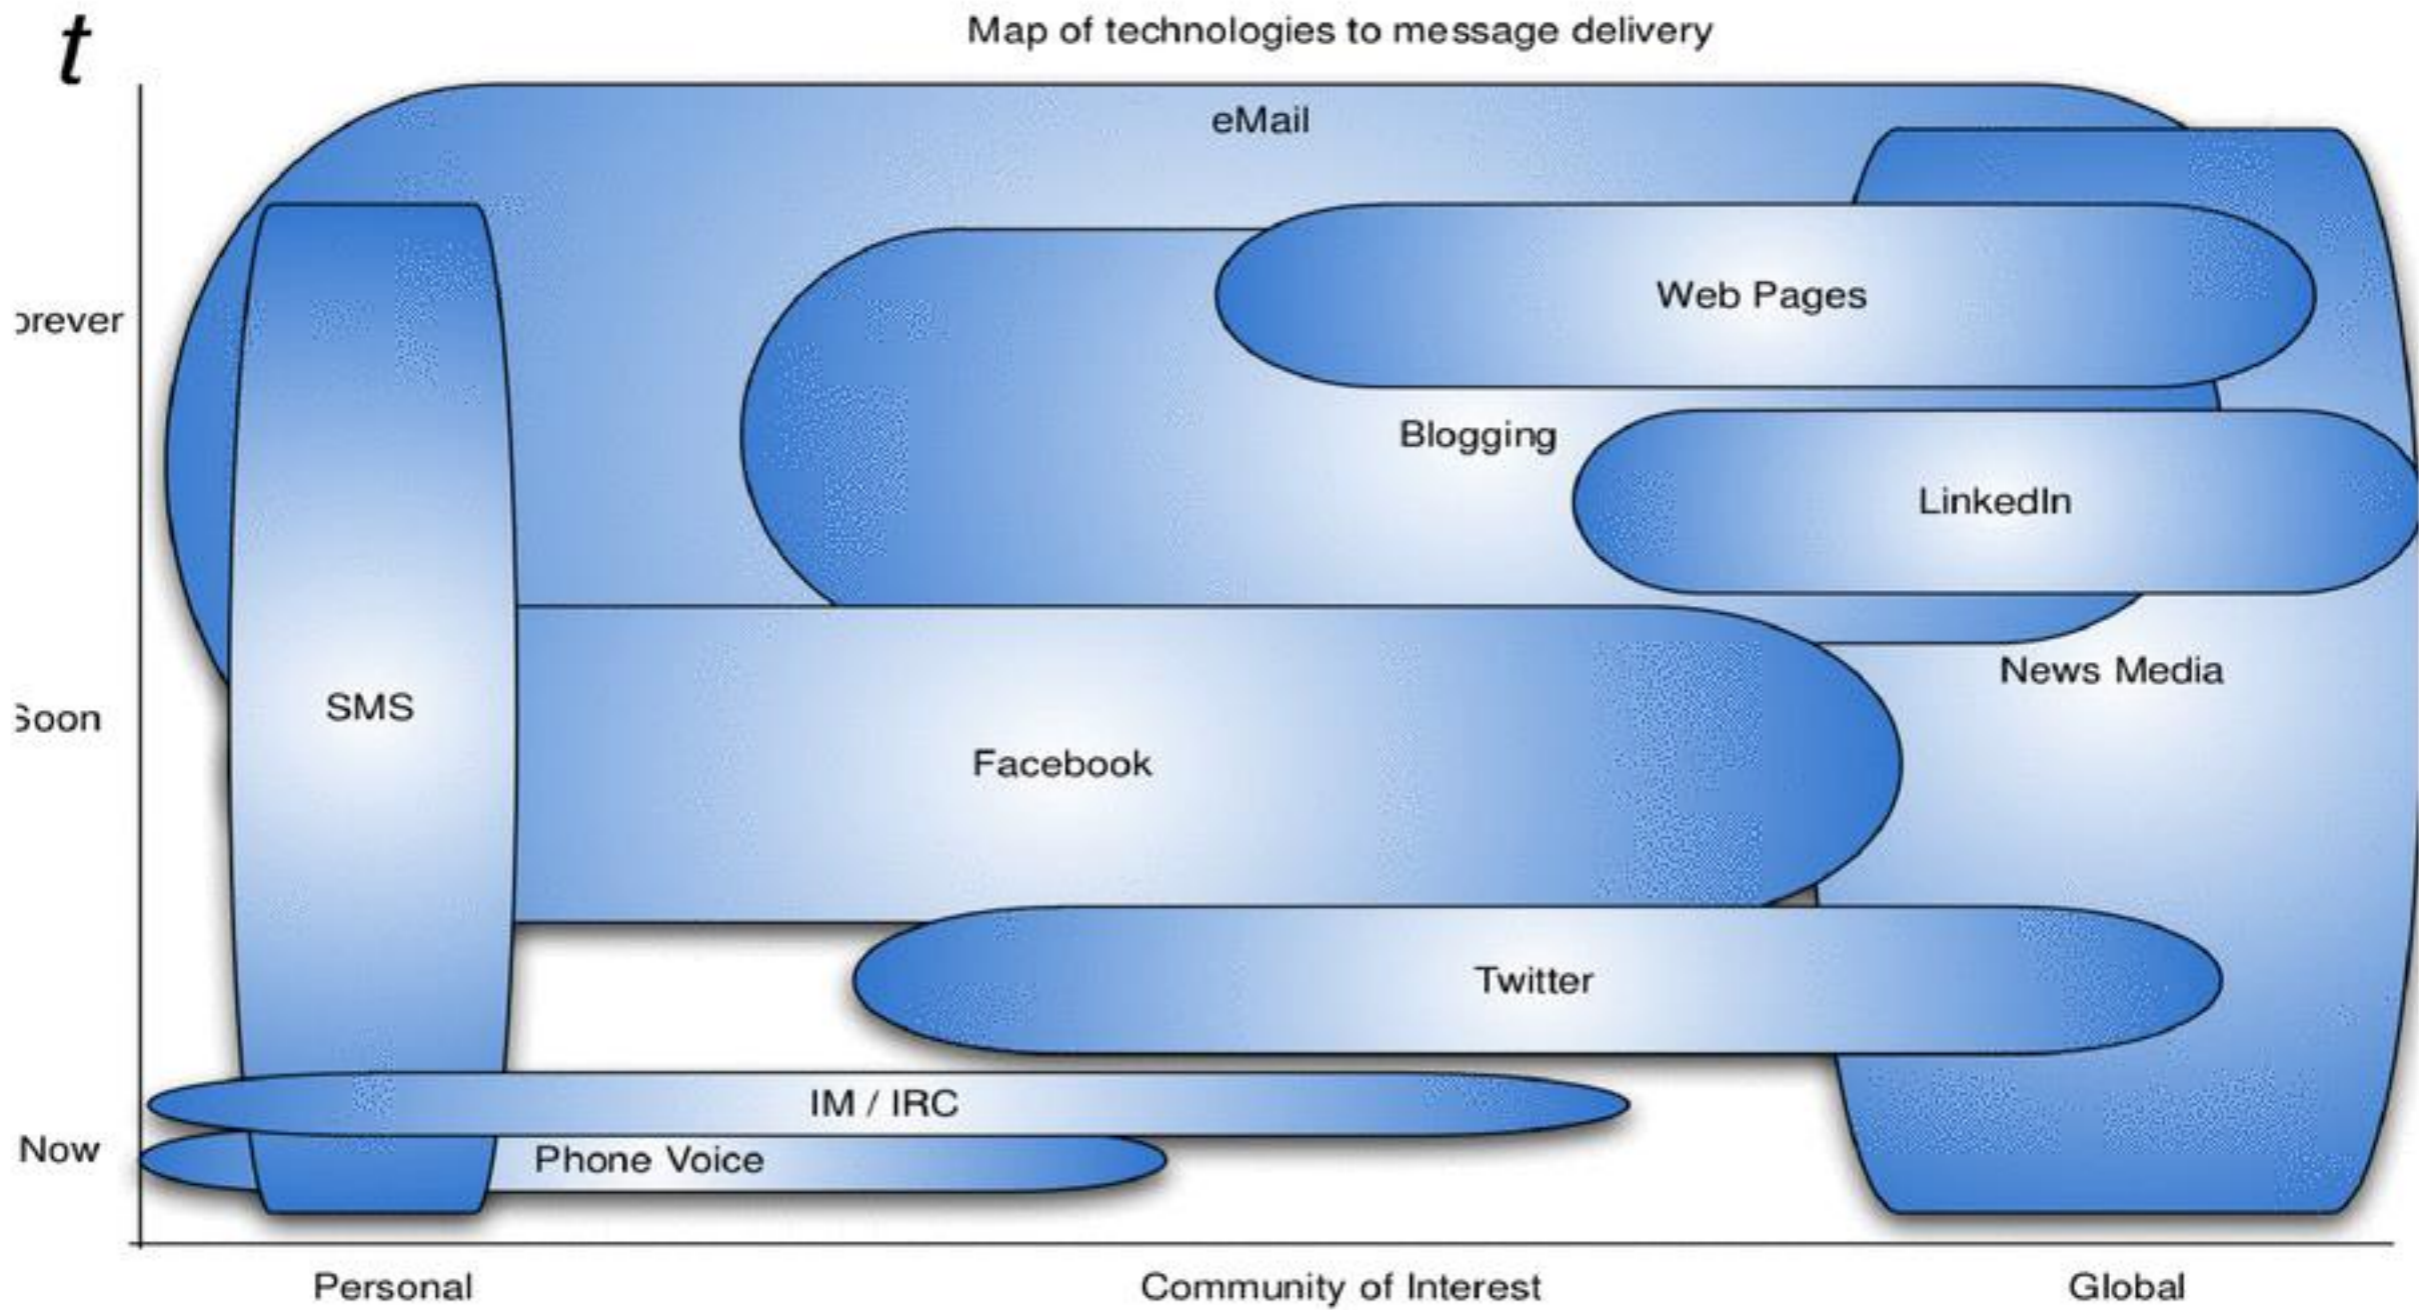 t
Map of technologies to message delivery
eMail
Web Pages
orever
Blogging
LinkedIn
News Media
SMS
Soon
Facebook
Twitter
IM / IRC
Now
Phone Voice
Personal
Community of Interest
Global